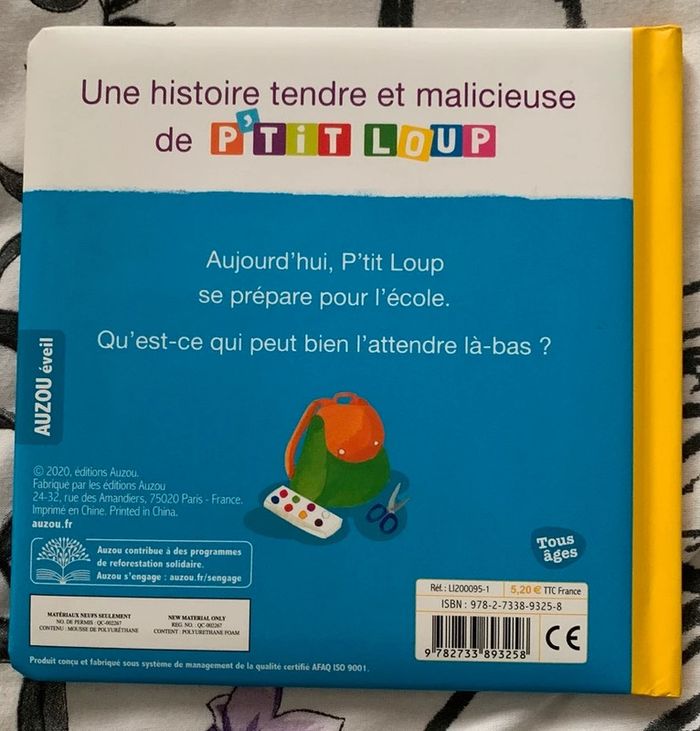 Une histoire tendre et malicieuse
de P'TiT LOUP
Aujourd'hui, P'tit Loup
se prépare pour l'école.
Qu'est-ce qui peut bien l'attendre là-bas ?
AUZOU éveil
© 2020, éditions Auzou.
Fabriqué par les éditions Auzou
24-32, rue des Amandiers, 75020 Paris - France.
Imprimé en Chine. Printed in China.
auzou.fr
Auzou contribue à des programmes
de reforestation solidaire.
Auzou s'engage : auzou.fr/sengage
Tous
âges
MATÉRIAUX NEUFS SEULEMENT
NO. DE PERMIS : QC-002267
CONTENU : MOUSSE DE POLYURÉTHANE
NEW MATERIAL ONLY
REG. NO. : QC-002267
CONTENT : POLYURETHANE FOAM
Réf. : LI200095-1 5,20 € TTC France
ISBN : 978-2-7338-9325-8
9 782733 893258
CE
Produit conçu et fabriqué sous système de management de la qualité certifié AFAQ ISO 9001.